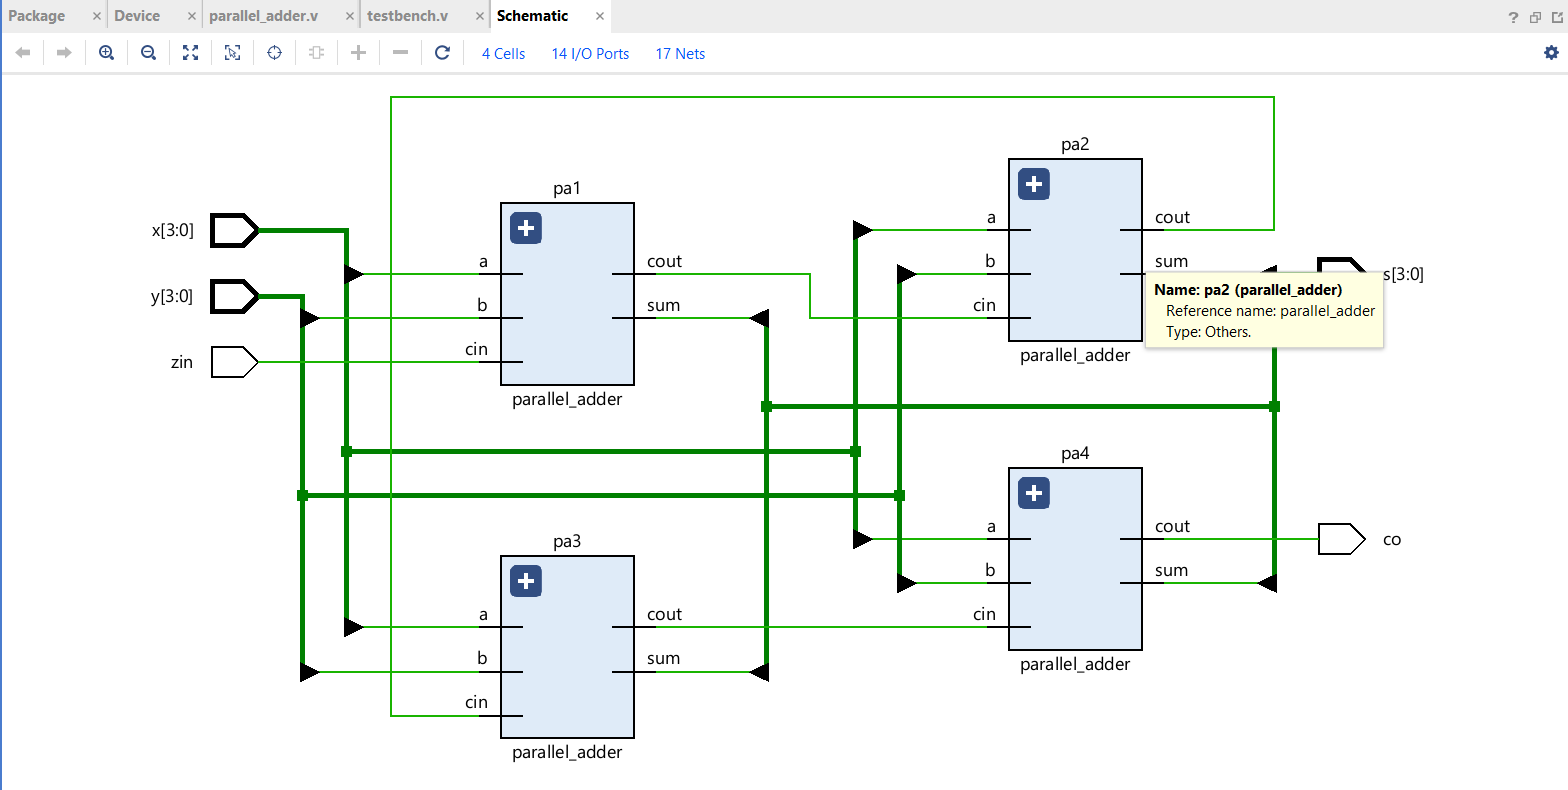 Package × Device × parallel_adder.v × testbench.v × Schematic × ?
4 Cells 14 I/O Ports 17 Nets
pa1
a
b
cin
cout
sum
parallel_adder
x[3:0]
y[3:0]
zin
pa2
a
b
cin
cout
sum
parallel_adder
s[3:0]
Name: pa2 (parallel_adder)
Reference name: parallel_adder
Type: Others.
pa3
a
b
cin
cout
sum
parallel_adder
pa4
a
b
cin
cout
sum
parallel_adder
co